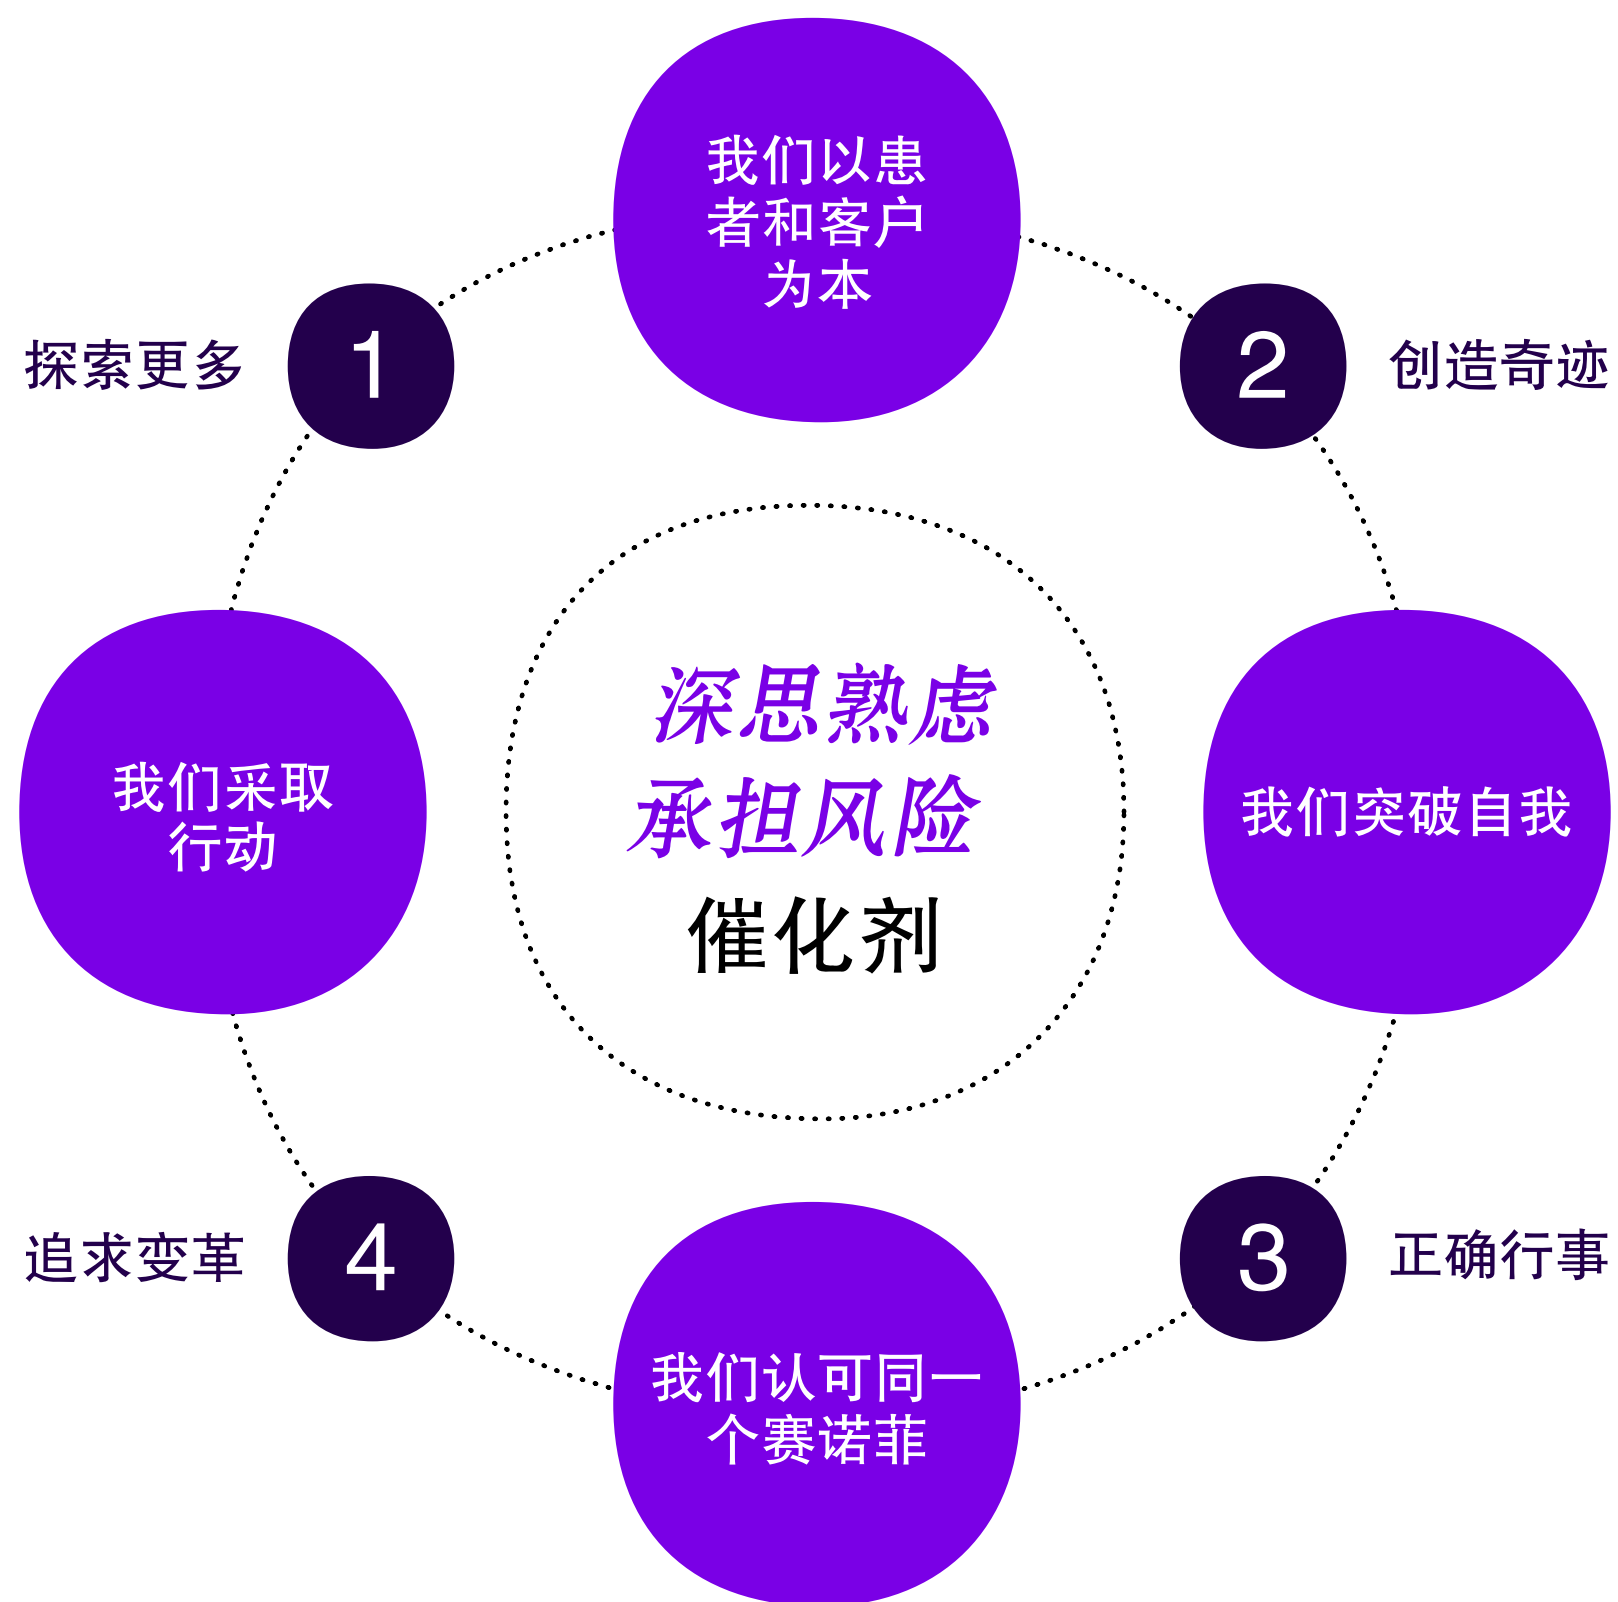 我们以患
者和客户
为本
探索更多
1
2
创造奇迹
深思熟虑
承担风险
催化剂
我们采取
行动
我们突破自我
追求变革
4
3
正确行事
我们认可同一
个赛诺菲